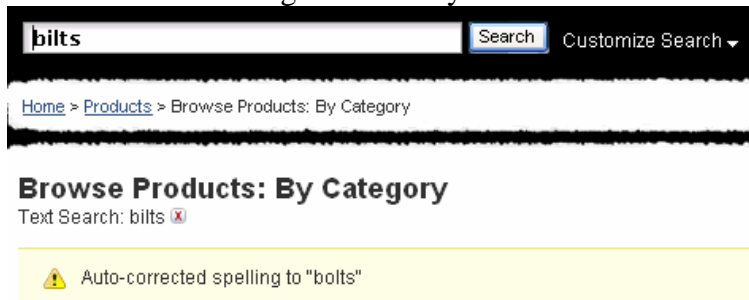 bilts Search Customize Search
Home > Products > Browse Products: By Category
Browse Products: By Category
Text Search: bilts
Auto-corrected spelling to "bolts"